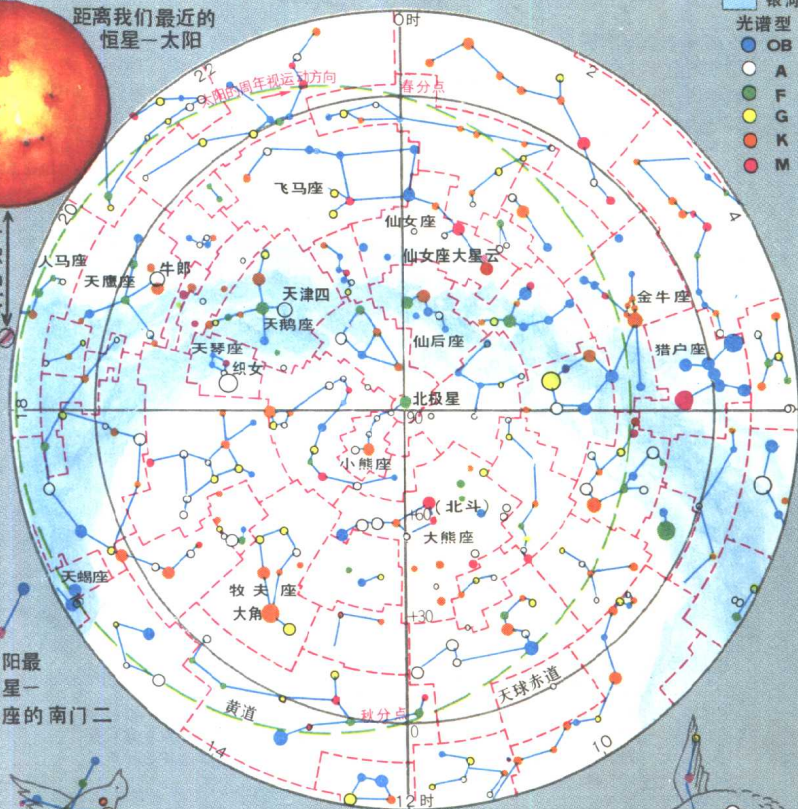 距离我们最近的
恒星—太阳
银河
光谱型
OB
A
F
G
K
M
0时
22
2
太阳的周年视运动方向
春分点
20
4
飞马座
仙女座
仙女座大星云
人马座
天鹰座
牛郎
天津四
天鹅座
仙后座
金牛座
猎户座
天琴座
织女
北极星
90
18
6
小熊座
+60
(北斗)
大熊座
天蝎座
牧夫座
大角
+30
阳最
星—
座的南门二
黄道
秋分点
天球赤道
0
14
10
12时